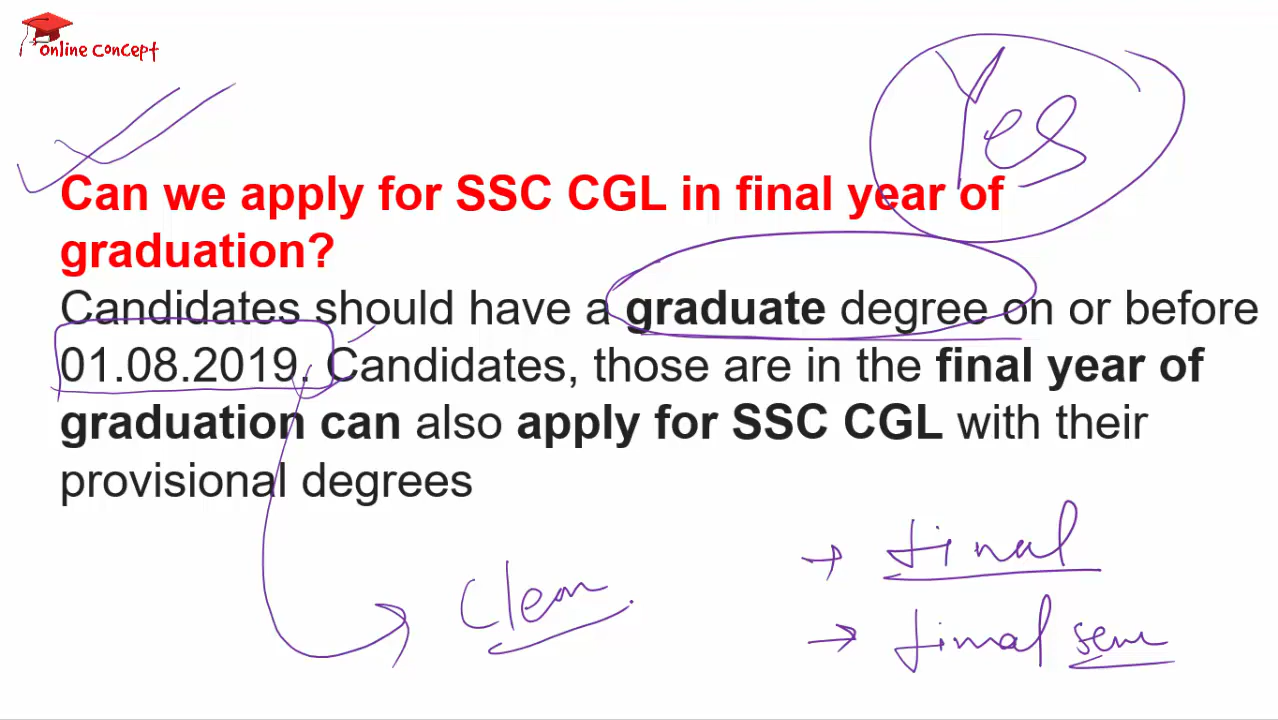 Online Concept
Yes
Can we apply for SSC CGL in final year of
graduation?
Candidates should have a graduate degree on or before
01.08.2019. Candidates, those are in the final year of
graduation can also apply for SSC CGL with their
provisional degrees
→ final
Clear
→ final sem